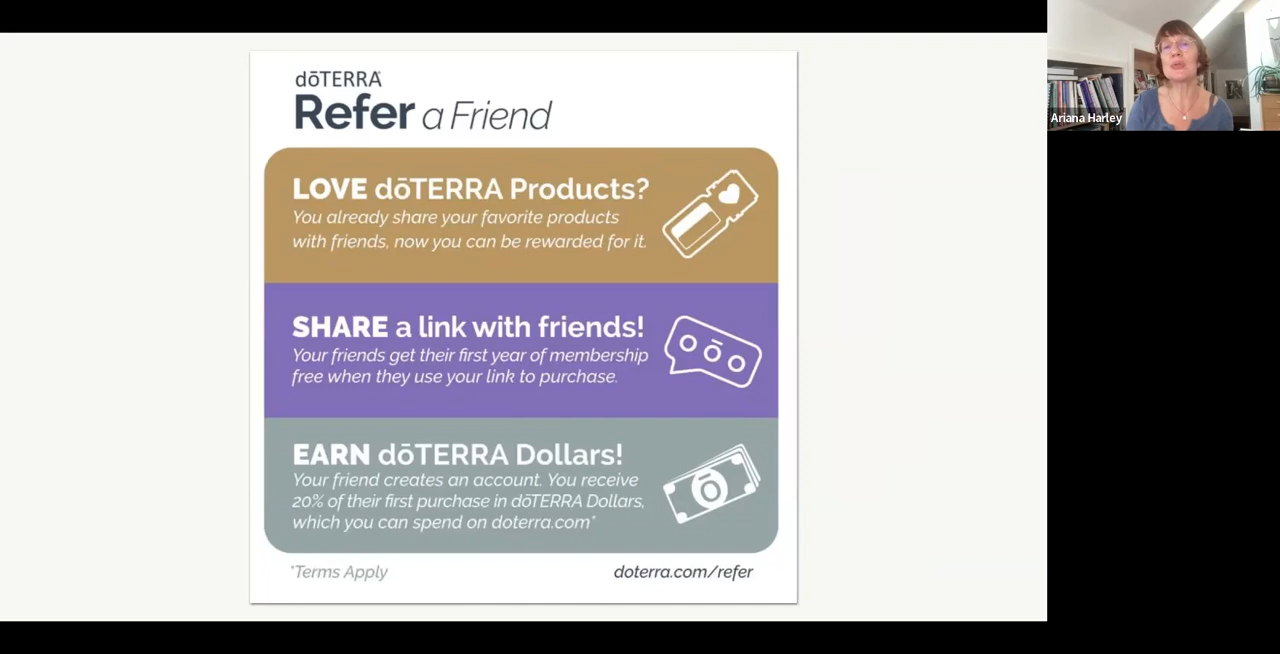 dōTERRA
Refer a Friend
LOVE dōTERRA Products?
You already share your favorite products
with friends, now you can be rewarded for it.
SHARE a link with friends!
Your friends get their first year of membership
free when they use your link to purchase.
EARN dōTERRA Dollars!
Your friend creates an account. You receive
20% of their first purchase in dōTERRA Dollars,
which you can spend on doterra.com*
*Terms Apply
doterra.com/refer
Ariana Harley